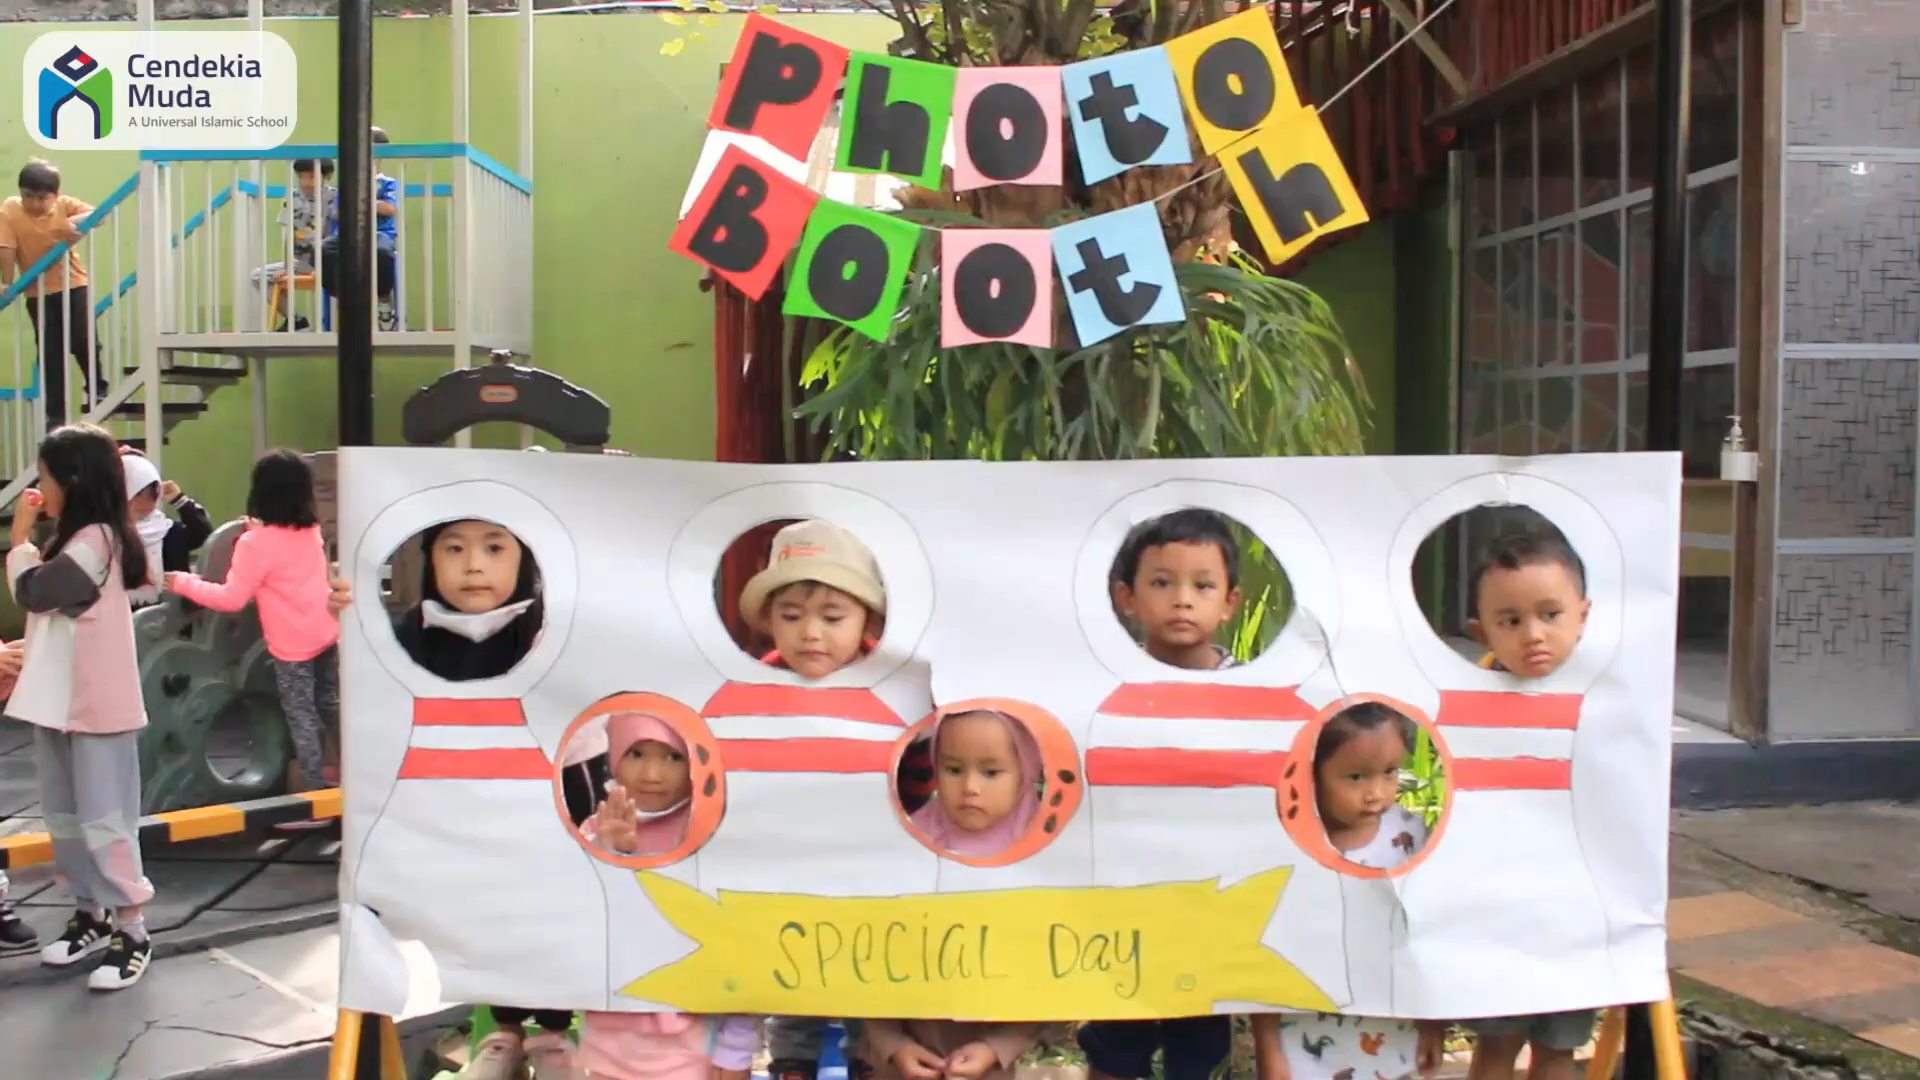 Cendekia
Muda
A Universal Islamic School
Photo
Booth
Special Day